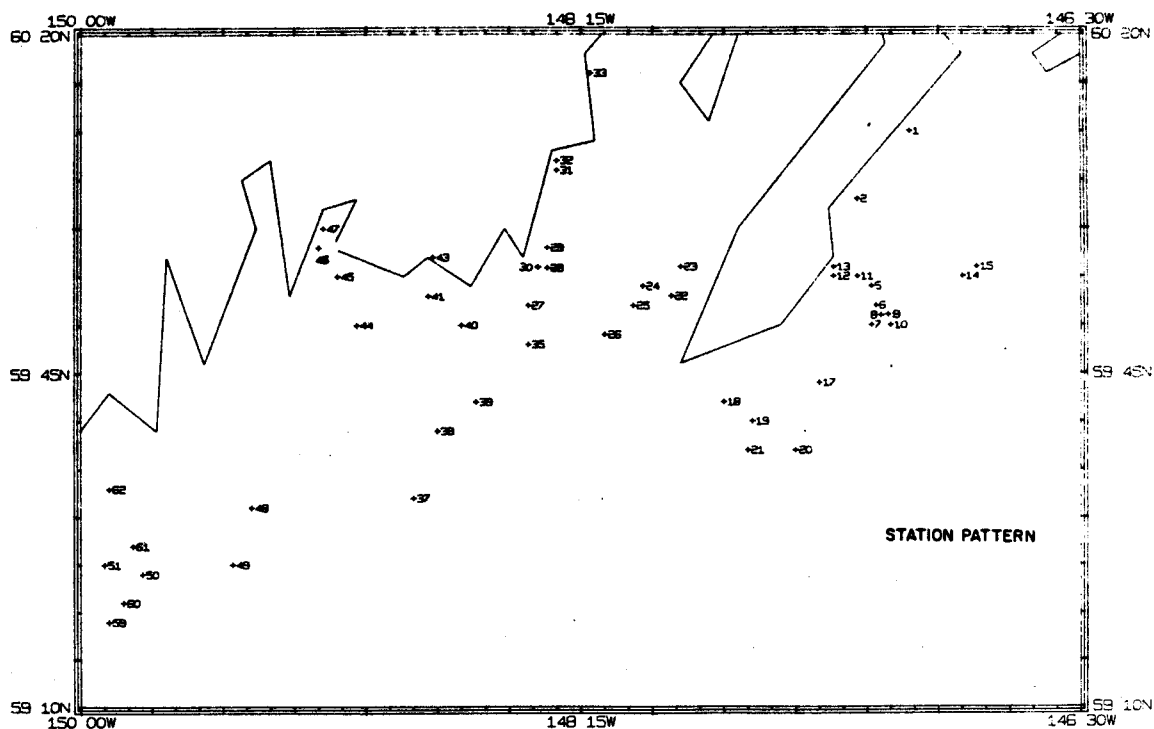 150 00W 148 15W 146 30W
60 20N 60 20N
+33
+1
+32
+31
+2
+47
+29
46
+43
30 +28 +23 +13 +15
+45 +12 +11 +14
+24 +5
+41 +22
+27 +25 +6
8 +9
+44 +40 +7 +10
+26
+35
59 45N 59 45N
+17
+39 +18
+19
+38
+21 +20
+62
+37
+48
STATION PATTERN
+61
+51 +49
+50
+60
+59
59 10N 59 10N
150 00W 148 15W 146 30W